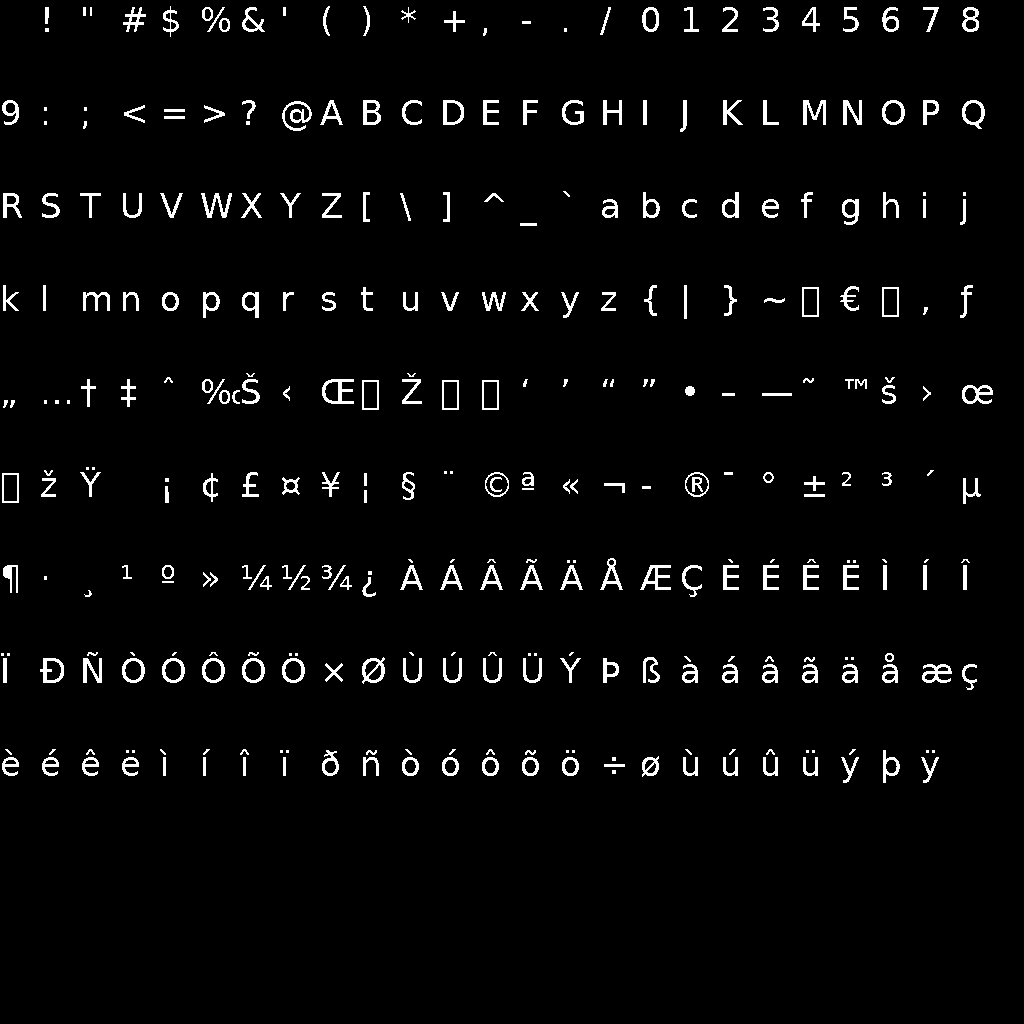 ! " # $ % & ' ( ) * + , - . / 0 1 2 3 4 5 6 7 8
9 : ; < = > ? @ A B C D E F G H I J K L M N O P Q
R S T U V W X Y Z [ \ ] ^ _ ` a b c d e f g h i j
k l m n o p q r s t u v w x y z { | } ~ ▯ € ▯ ‚ ƒ
„ … † ‡ ˆ ‰ Š ‹ Œ ▯ Ž ▯ ▯ ‘ ’ “ ” • – — ˜ ™ š › œ
▯ ž Ÿ ¡ ¢ £ ¤ ¥ ¦ § ¨ © ª « ¬ - ® ¯ ° ± ² ³ ´ µ
¶ · ¸ ¹ º » ¼ ½ ¾ ¿ À Á Â Ã Ä Å Æ Ç È É Ê Ë Ì Í Î
Ï Ð Ñ Ò Ó Ô Õ Ö × Ø Ù Ú Û Ü Ý Þ ß à á â ã ä å æ ç
è é ê ë ì í î ï ð ñ ò ó ô õ ö ÷ ø ù ú û ü ý þ ÿ